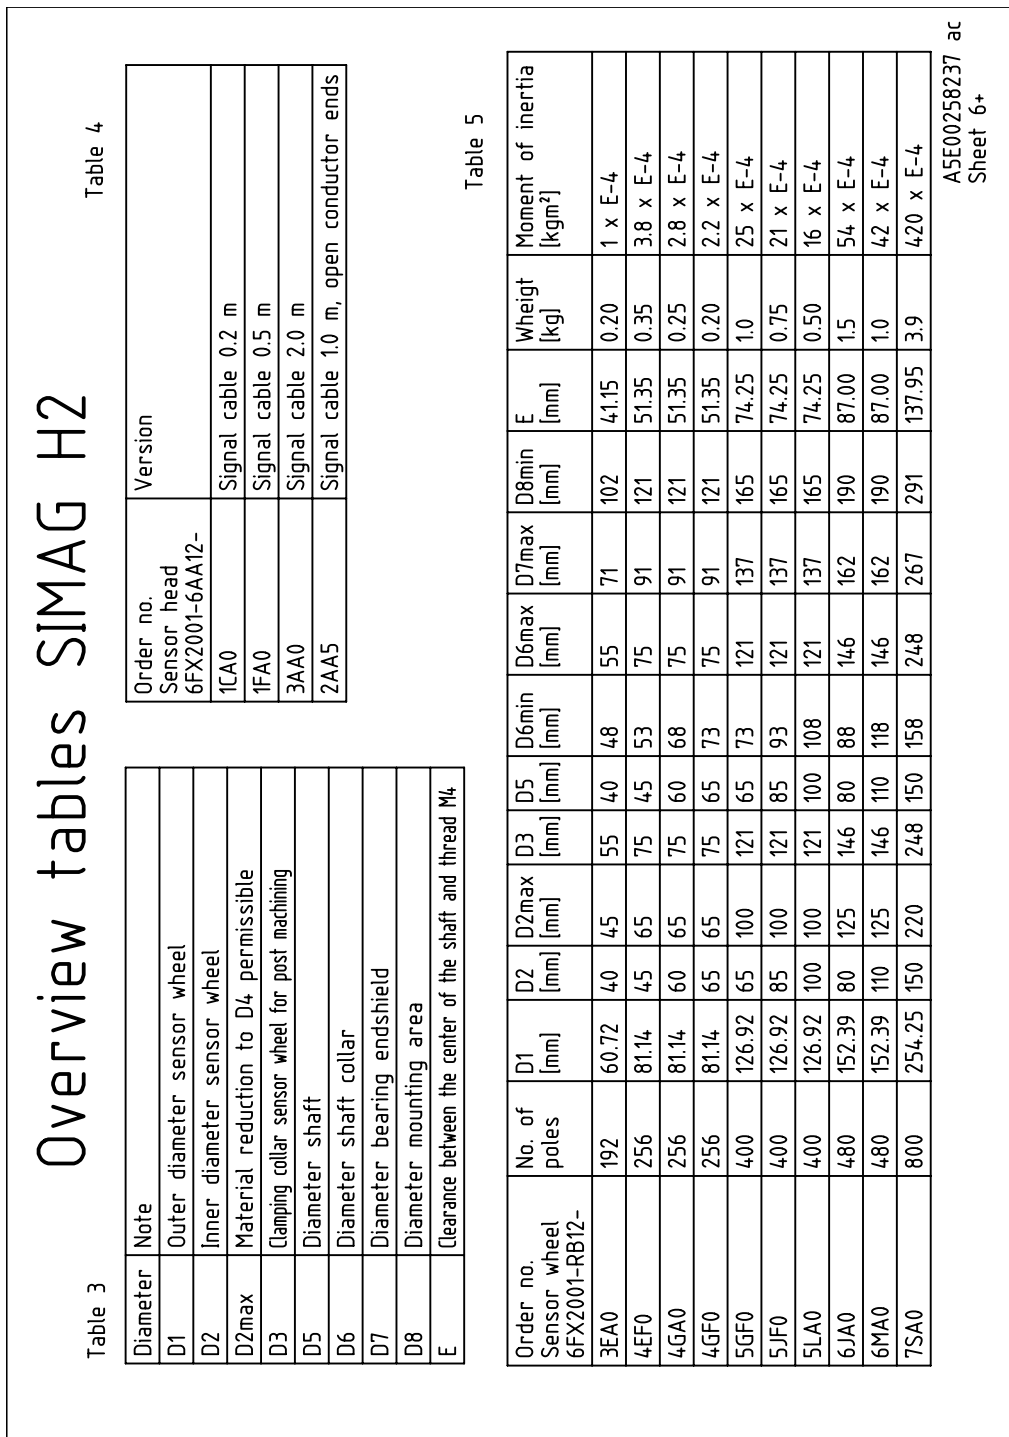 Overview tables SIMAG H2
Table 3
Diameter Note
D1 Outer diameter sensor wheel
D2 Inner diameter sensor wheel
D2max Material reduction to D4 permissible
D3 Clamping collar sensor wheel for post machining
D5 Diameter shaft
D6 Diameter shaft collar
D7 Diameter bearing endshield
D8 Diameter mounting area
E Clearance between the center of the shaft and thread M4
Table 4
Order no. Version
Sensor head
6FX2001-6AA12-
1CA0 Signal cable 0.2 m
1FA0 Signal cable 0.5 m
3AA0 Signal cable 2.0 m
2AA5 Signal cable 1.0 m, open conductor ends
Table 5
Order no. No. of D1 D2 D2max D3 D5 D6min D6max D7max D8min E Wheigt Moment of inertia
Sensor wheel poles [mm] [mm] [mm] [mm] [mm] [mm] [mm] [mm] [mm] [mm] [kg] [kgm²]
6FX2001-RB12-
3EA0 192 60.72 40 45 55 40 48 55 71 102 41.15 0.20 1 x E-4
4EF0 256 81.14 45 65 75 45 53 75 91 121 51.35 0.35 3.8 x E-4
4GA0 256 81.14 60 65 75 60 68 75 91 121 51.35 0.25 2.8 x E-4
4GF0 256 81.14 65 65 75 65 73 75 91 121 51.35 0.20 2.2 x E-4
5GF0 400 126.92 65 100 121 65 73 121 137 165 74.25 1.0 25 x E-4
5JF0 400 126.92 85 100 121 85 93 121 137 165 74.25 0.75 21 x E-4
5LA0 400 126.92 100 100 121 100 108 121 137 165 74.25 0.50 16 x E-4
6JA0 480 152.39 80 125 146 80 88 146 162 190 87.00 1.5 54 x E-4
6MA0 480 152.39 110 125 146 110 118 146 162 190 87.00 1.0 42 x E-4
7SA0 800 254.25 150 220 248 150 158 248 267 291 137.95 3.9 420 x E-4
A5E00258237 ac
Sheet 6+